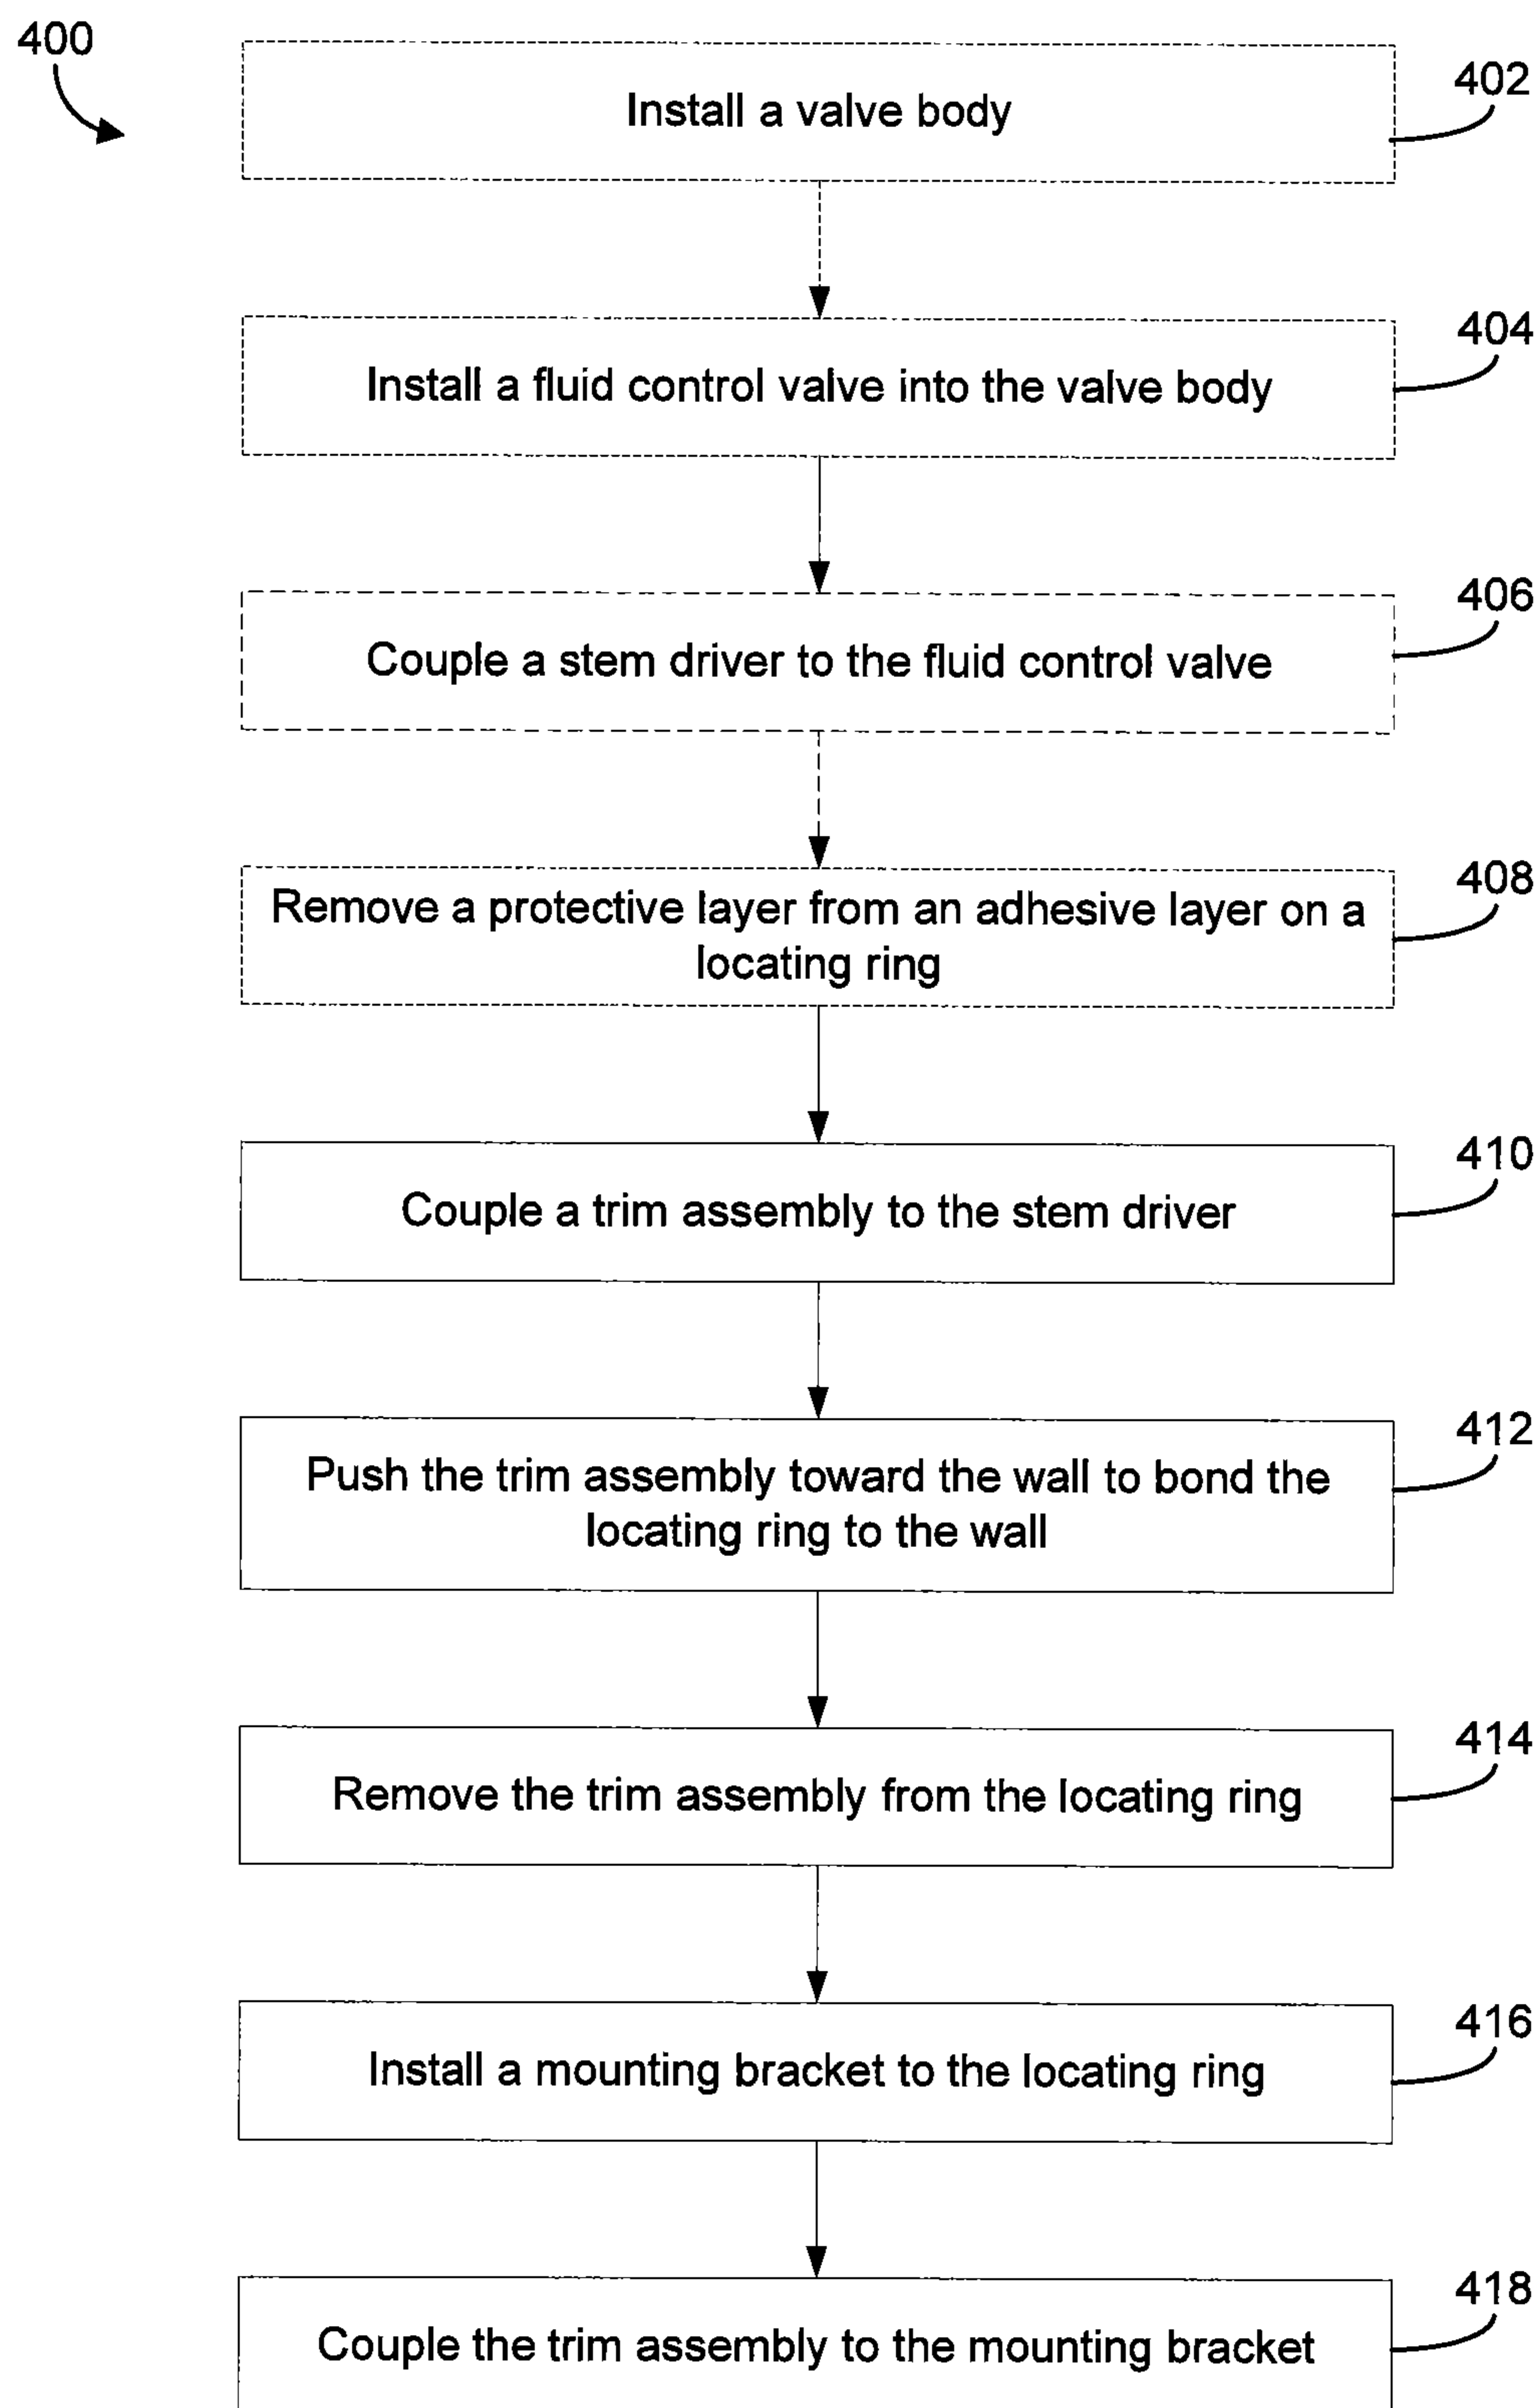 400
Install a valve body
402
Install a fluid control valve into the valve body
404
Couple a stem driver to the fluid control valve
406
Remove a protective layer from an adhesive layer on a
locating ring
408
Couple a trim assembly to the stem driver
410
Push the trim assembly toward the wall to bond the
locating ring to the wall
412
Remove the trim assembly from the locating ring
414
Install a mounting bracket to the locating ring
416
Couple the trim assembly to the mounting bracket
418